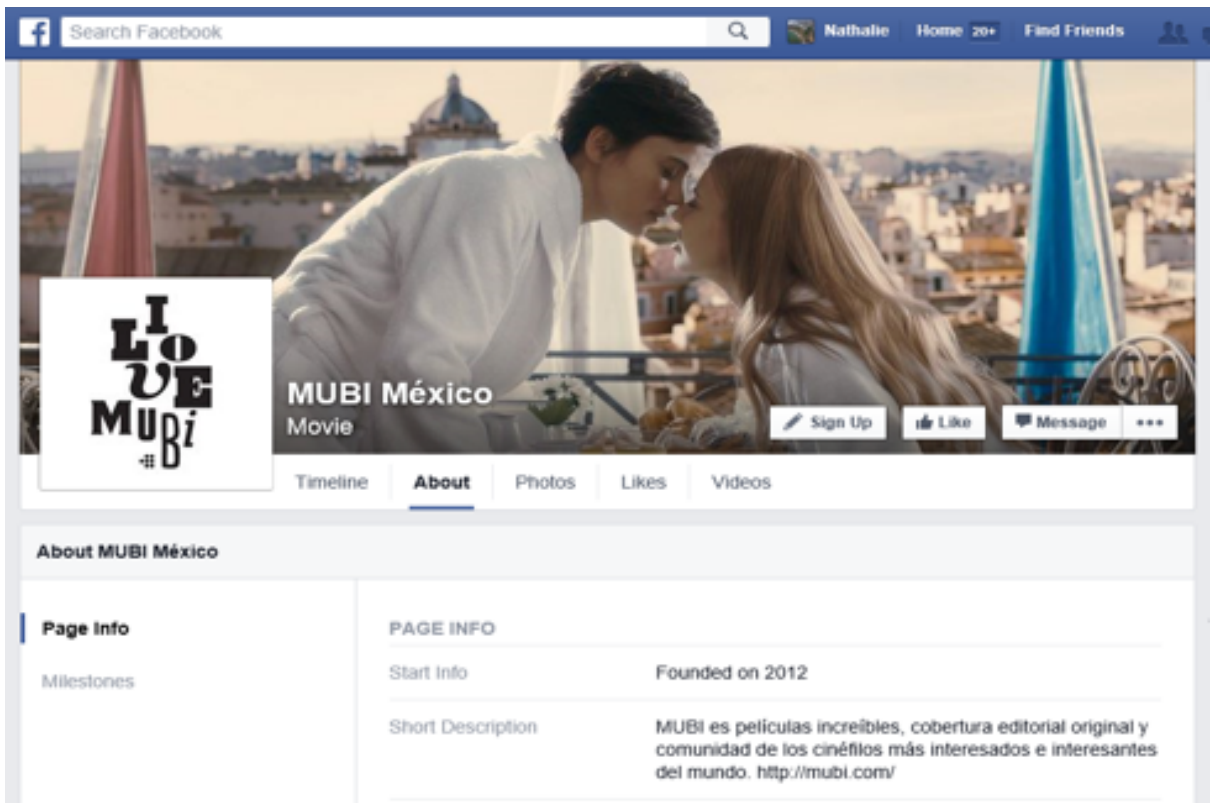 f
Search Facebook
Nathalie Home 20+ Find Friends
I
LO
VE
MUBi
MUBI México
Movie
Sign Up Like Message
Timeline About Photos Likes Videos
About MUBI México
Page Info
Milestones
PAGE INFO
Start Info Founded on 2012
Short Description MUBI es películas increíbles, cobertura editorial original y
comunidad de los cinéfilos más interesados e interesantes
del mundo. http://mubi.com/